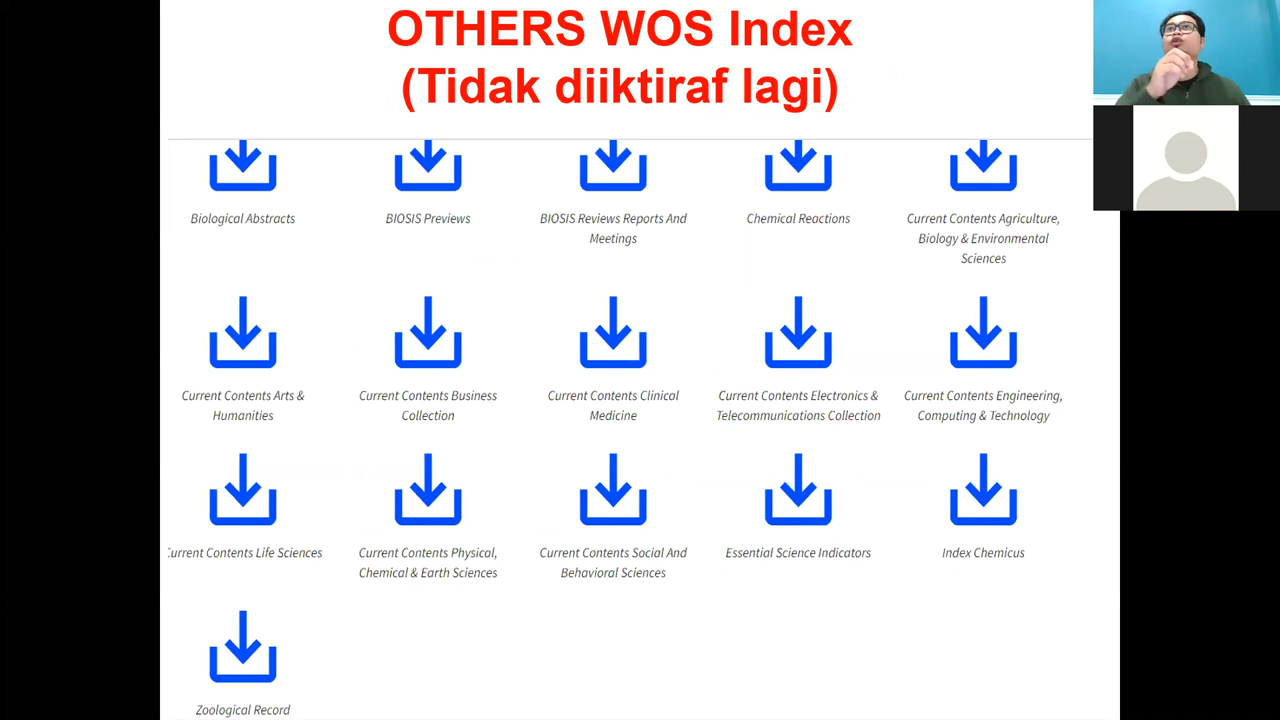 OTHERS WOS Index
(Tidak diiktiraf lagi)
Biological Abstracts
BIOSIS Previews
BIOSIS Reviews Reports And
Meetings
Chemical Reactions
Current Contents Agriculture,
Biology & Environmental
Sciences
Current Contents Arts &
Humanities
Current Contents Business
Collection
Current Contents Clinical
Medicine
Current Contents Electronics &
Telecommunications Collection
Current Contents Engineering,
Computing & Technology
urrent Contents Life Sciences
Current Contents Physical,
Chemical & Earth Sciences
Current Contents Social And
Behavioral Sciences
Essential Science Indicators
Index Chemicus
Zoological Record